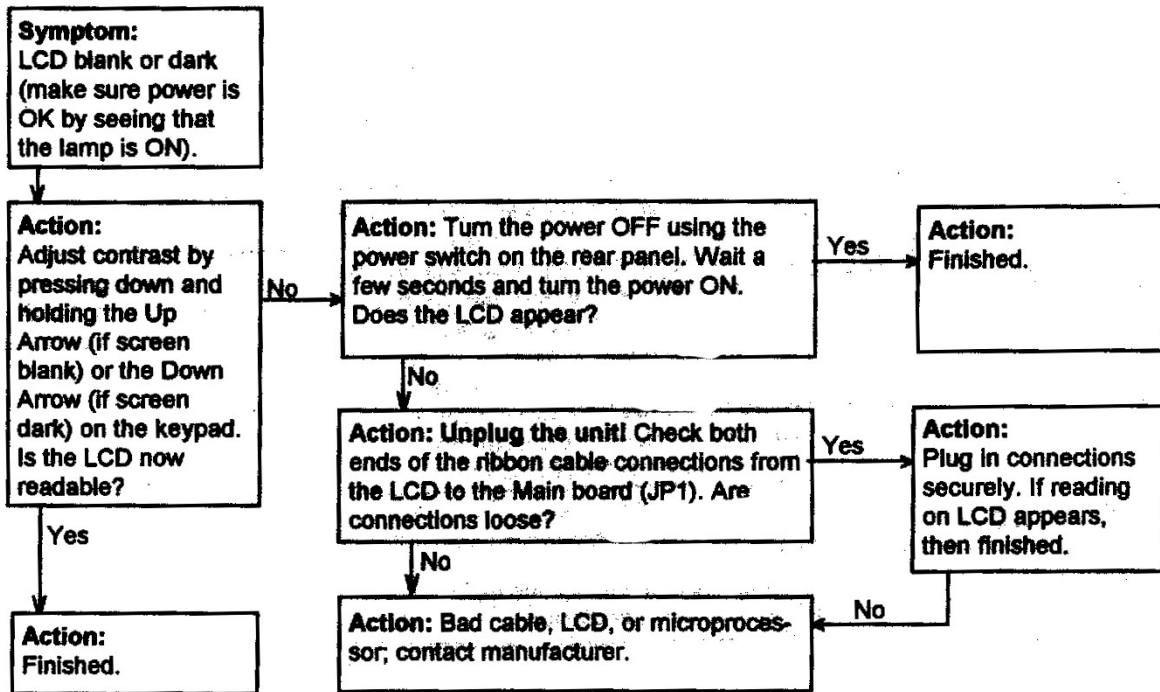 Symptom:
LCD blank or dark
(make sure power is
OK by seeing that
the lamp is ON).
Action:
Adjust contrast by
pressing down and
holding the Up
Arrow (if screen
blank) or the Down
Arrow (if screen
dark) on the keypad.
Is the LCD now
readable?
No
Action: Turn the power OFF using the
power switch on the rear panel. Wait a
few seconds and turn the power ON.
Does the LCD appear?
Yes
Action:
Finished.
No
Action: Unplug the unit! Check both
ends of the ribbon cable connections from
the LCD to the Main board (JP1). Are
connections loose?
Yes
Action:
Plug in connections
securely. If reading
on LCD appears,
then finished.
Yes
No
No
Action:
Finished.
Action: Bad cable, LCD, or microproces-
sor; contact manufacturer.